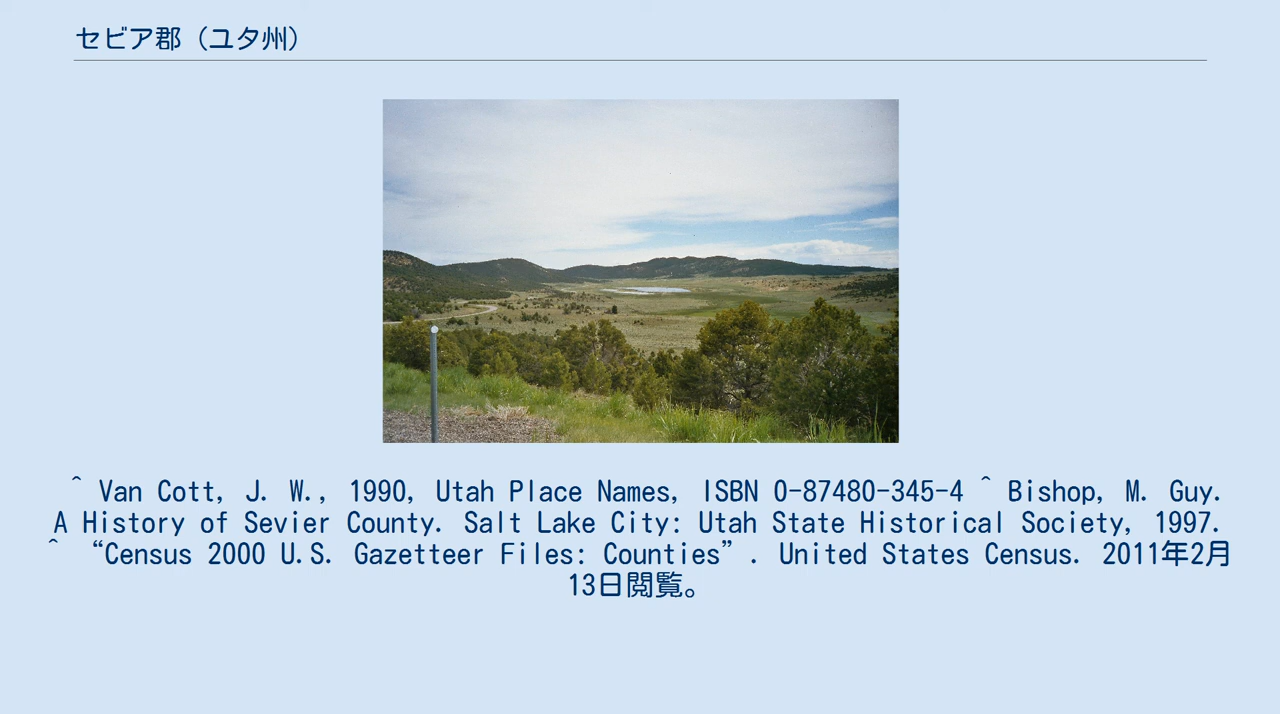 セビア郡（ユタ州）
^ Van Cott, J. W., 1990, Utah Place Names, ISBN 0-87480-345-4 ^ Bishop, M. Guy.
A History of Sevier County. Salt Lake City: Utah State Historical Society, 1997.
^ “Census 2000 U.S. Gazetteer Files: Counties”. United States Census. 2011年2月
13日閲覧。